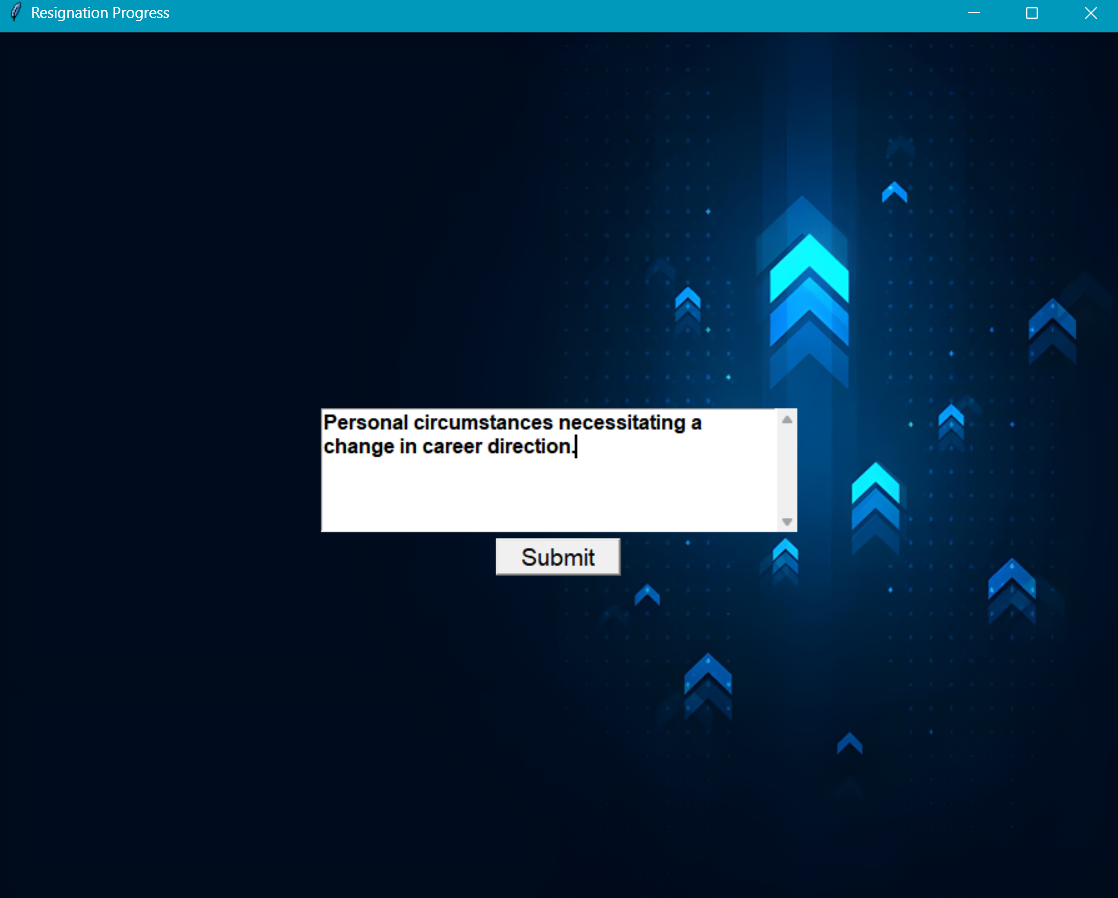 Resignation Progress
Personal circumstances necessitating a
change in career direction.
Submit